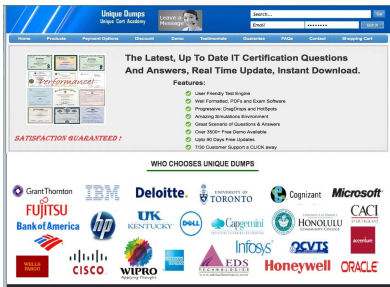 Unique Dumps
Unique Cert Academy
Leave a
Message
Search...
Email
Home Products Payment Options Discount Demo Testimonials Guarantee FAQs Contact Shopping Cart
The Latest, Up To Date IT Certification Questions
And Answers, Real Time Update, Instant Download.
Features:
User Friendly Test Engine
Well Formatted, PDFs and Exam Software
Progressive: DragDrops and HotSpots
Amazing Simulations Environment
Great Scenario of Questions & Answers
Over 3500+ Free Demo Available
Upto 90 Days Free Updates
7/30 Customer Support a CLICK away
Performance!
SATISFACTION GUARANTEED !
WHO CHOOSES UNIQUE DUMPS
Grant Thornton
IBM
Deloitte.
UNIVERSITY OF
TORONTO
Cognizant
Microsoft
FUJITSU
hp
UK
KENTUCKY
DELL
Capgemini
HONOLULU
COMMUNITY COLLEGE
CACI
Bank of America
Infosys
QCVTS
accenture
WELLS
FARGO
CISCO
WIPRO
Applying Thought
EDS
Honeywell
ORACLE